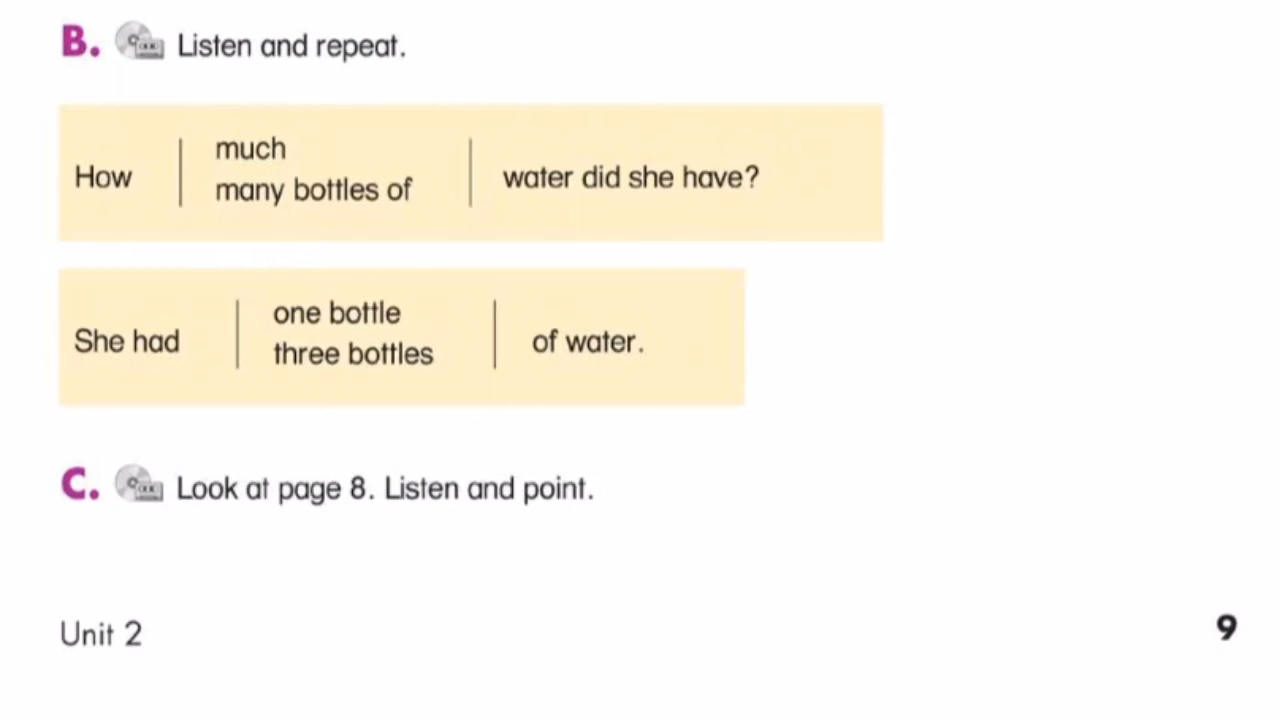 B. Listen and repeat.
much
How water did she have?
many bottles of
one bottle
She had of water.
three bottles
C. Look at page 8. Listen and point.
Unit 2 9